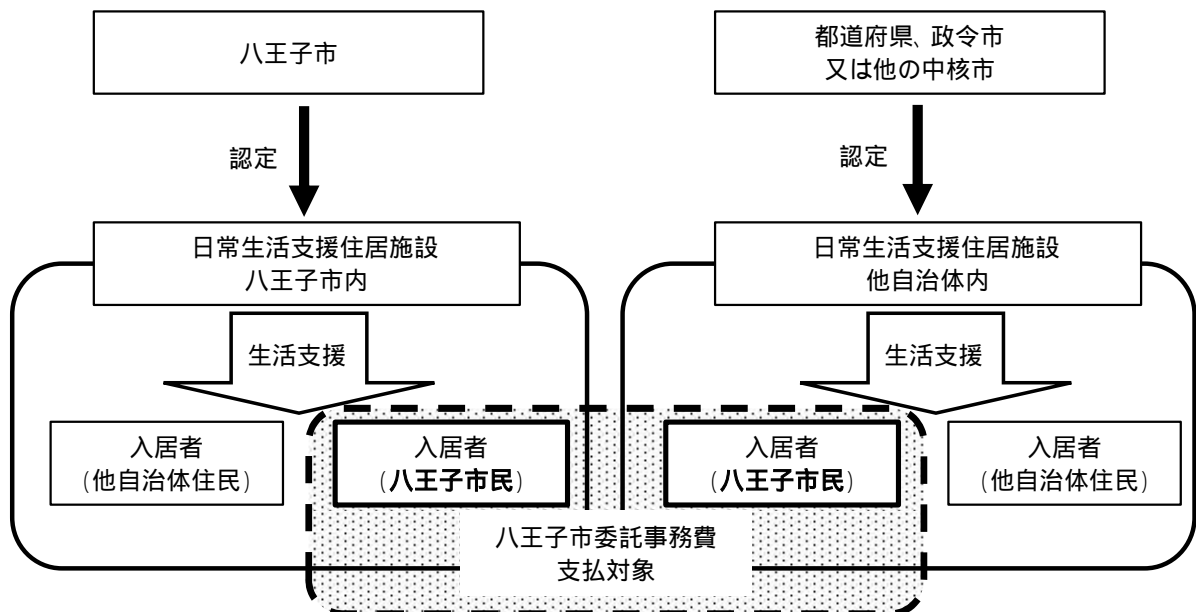 八王子市
都道府県、政令市
又は他の中核市
認定
認定
日常生活支援住居施設
八王子市内
日常生活支援住居施設
他自治体内
生活支援
生活支援
入居者
(他自治体住民)
入居者
(八王子市民)
入居者
(八王子市民)
入居者
(他自治体住民)
八王子市委託事務費
支払対象